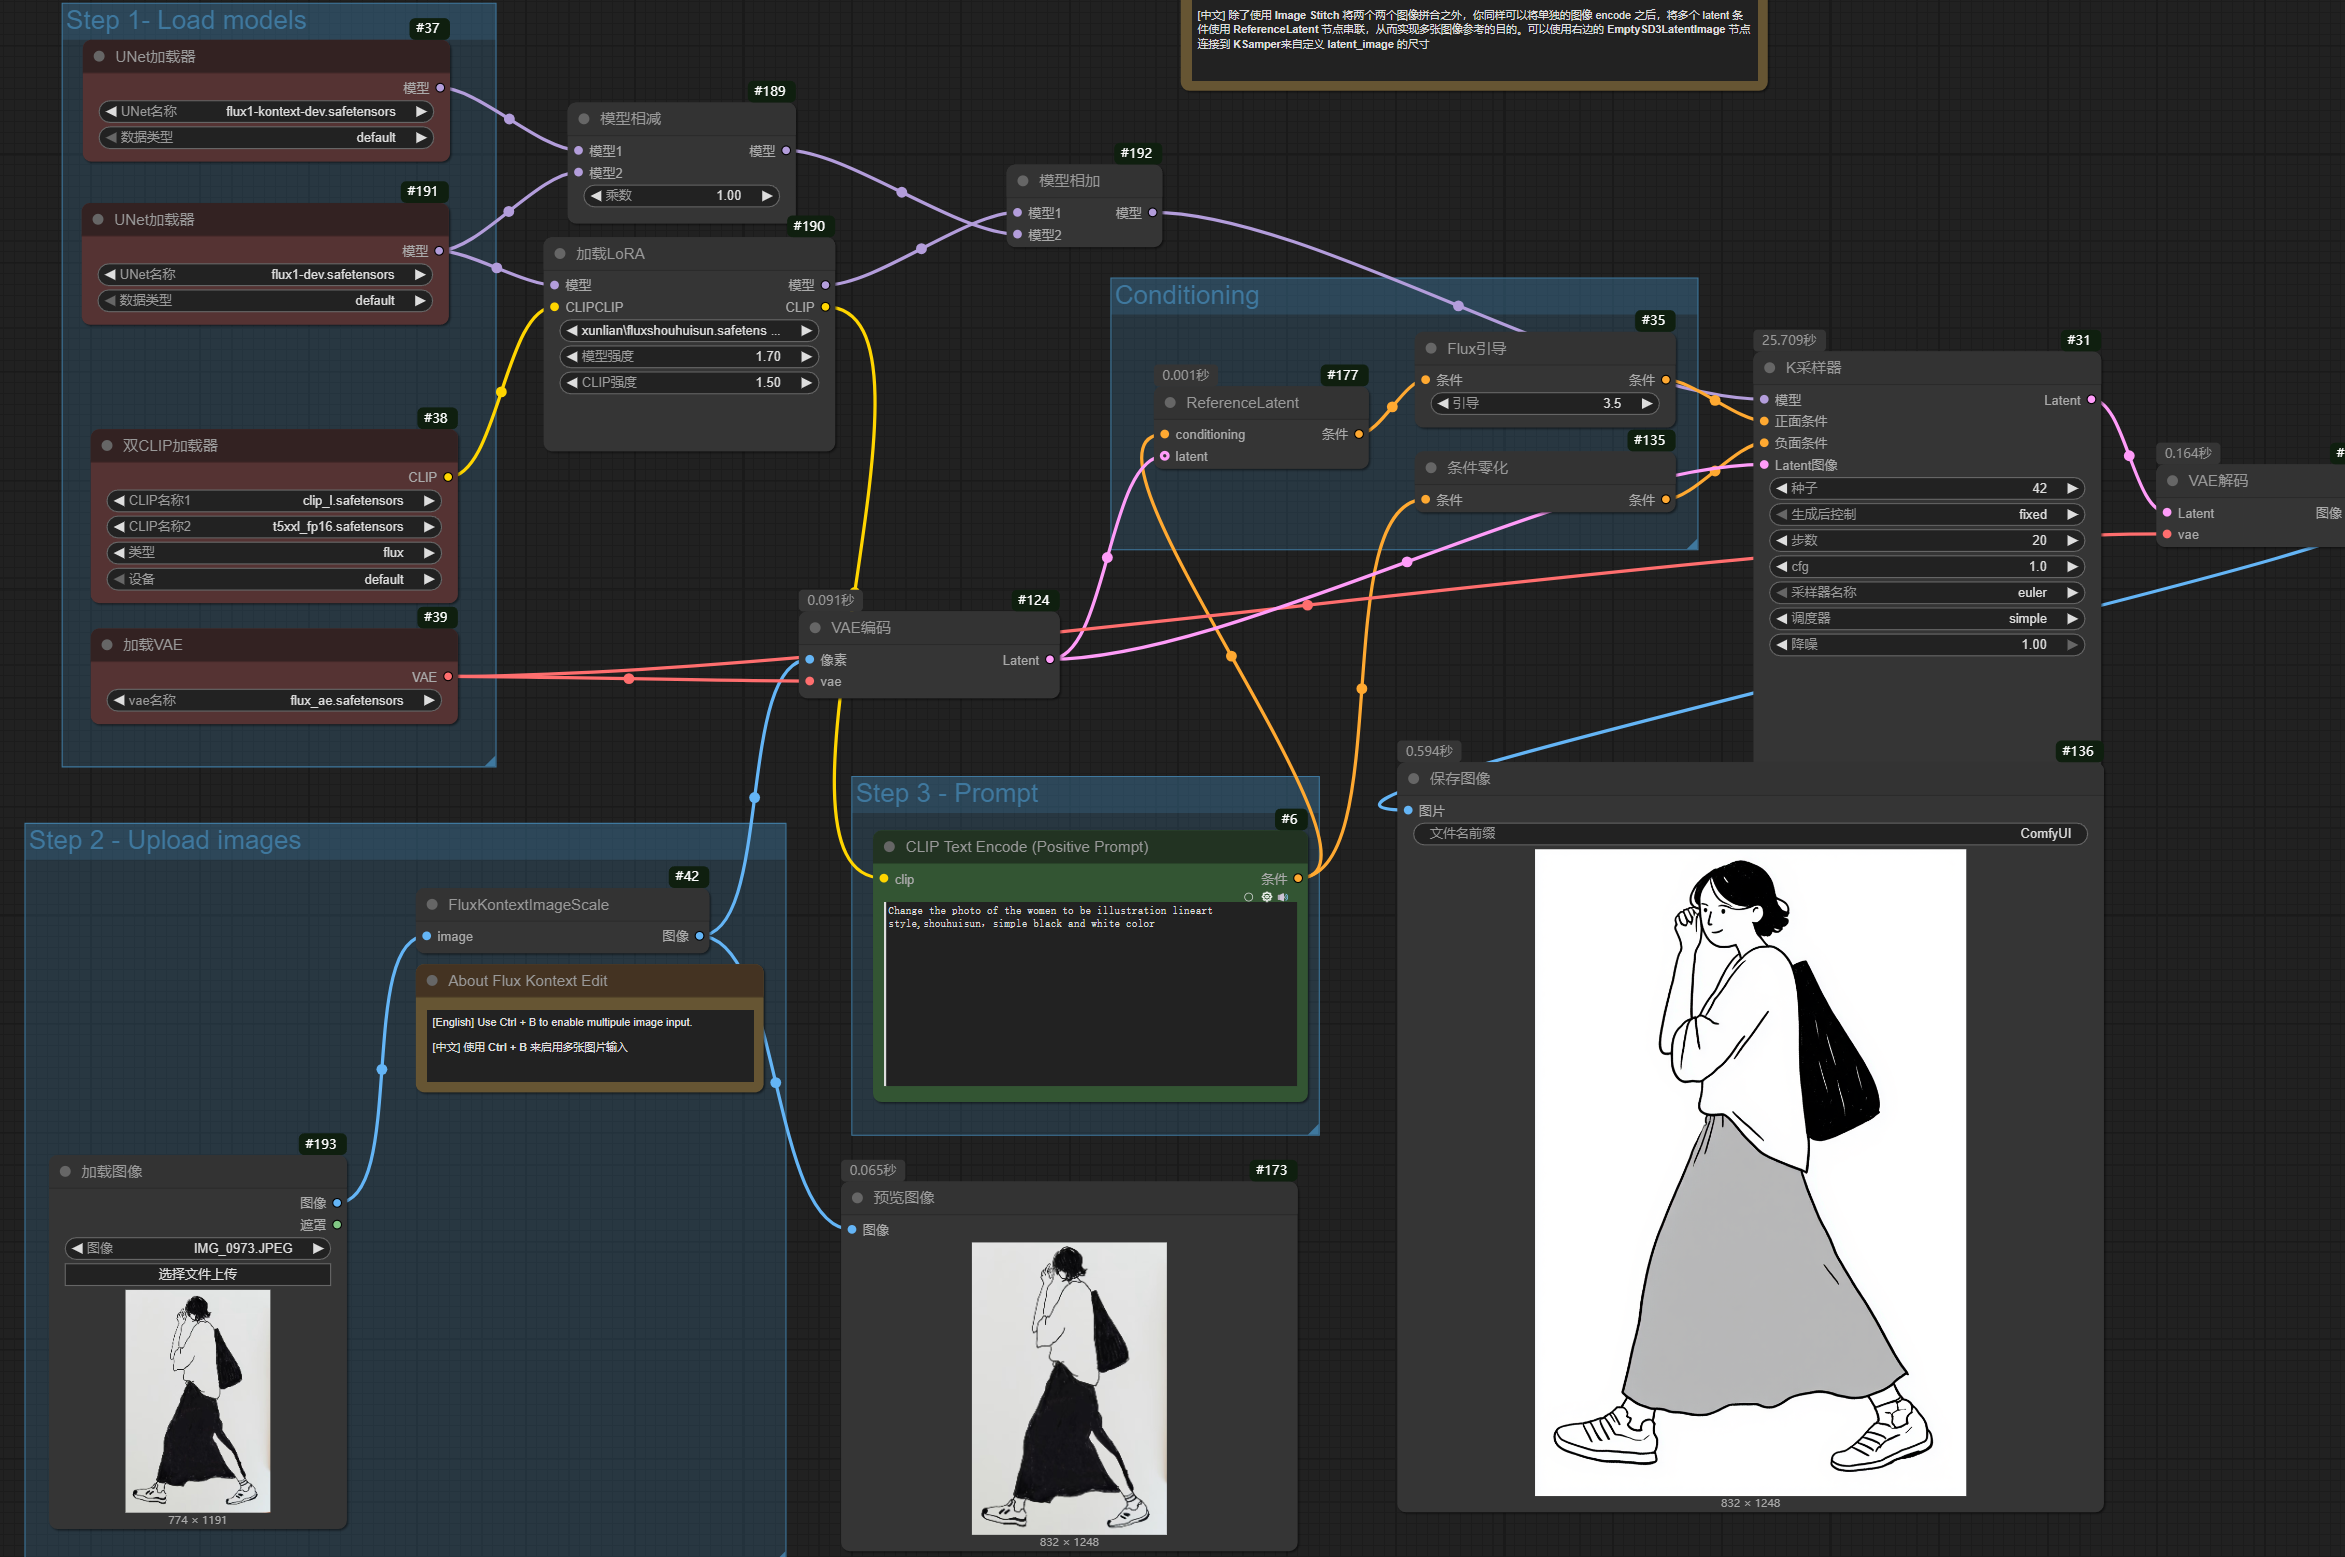 Step 1- Load models
#37
UNet加载器
模型
UNet名称 flux1-kontext-dev.safetensors
数据类型 default
#191
UNet加载器
模型
UNet名称 flux1-dev.safetensors
数据类型 default
#38
双CLIP加载器
CLIP
CLIP名称1 clip_l.safetensors
CLIP名称2 t5xxl_fp16.safetensors
类型 flux
设备 default
#39
加载VAE
VAE
vae名称 flux_ae.safetensors
#189
模型相减
模型1 模型
模型2
乘数 1.00
#190
加载LoRA
模型 模型
CLIPCLIP CLIP
xunlian\fluxshouhuisun.safetens ...
模型强度 1.70
CLIP强度 1.50
#192
模型相加
模型1 模型
模型2
[中文] 除了使用 Image Stitch 将两个两个图像拼合之外，你同样可以将单独的图像 encode 之后，将多个 latent 条
件使用 ReferenceLatent 节点串联，从而实现多张图像参考的目的。可以使用右边的 EmptySD3LatentImage 节点
连接到 KSamper来自定义 latent_image 的尺寸
Conditioning
0.001秒 #177
ReferenceLatent
conditioning 条件
latent
#35
Flux引导
条件 条件
引导 3.5
#135
条件零化
条件 条件
25.709秒 #31
K采样器
模型 Latent
正面条件
负面条件
Latent图像
种子 42
生成后控制 fixed
步数 20
cfg 1.0
采样器名称 euler
调度器 simple
降噪 1.00
0.164秒 #
VAE解码
Latent 图像
vae
0.091秒 #124
VAE编码
像素 Latent
vae
Step 2 - Upload images
#42
FluxKontextImageScale
image 图像
About Flux Kontext Edit
[English] Use Ctrl + B to enable multipule image input.
[中文] 使用 Ctrl + B 来启用多张图片输入
#193
加载图像
图像
遮罩
图像 IMG_0973.JPEG
选择文件上传
774 × 1191
Step 3 - Prompt
#6
CLIP Text Encode (Positive Prompt)
clip 条件
Change the photo of the women to be illustration lineart
style,shouhuisun, simple black and white color
0.065秒 #173
预览图像
图像
832 × 1248
0.594秒 #136
保存图像
图片
文件名前缀 ComfyUI
832 × 1248